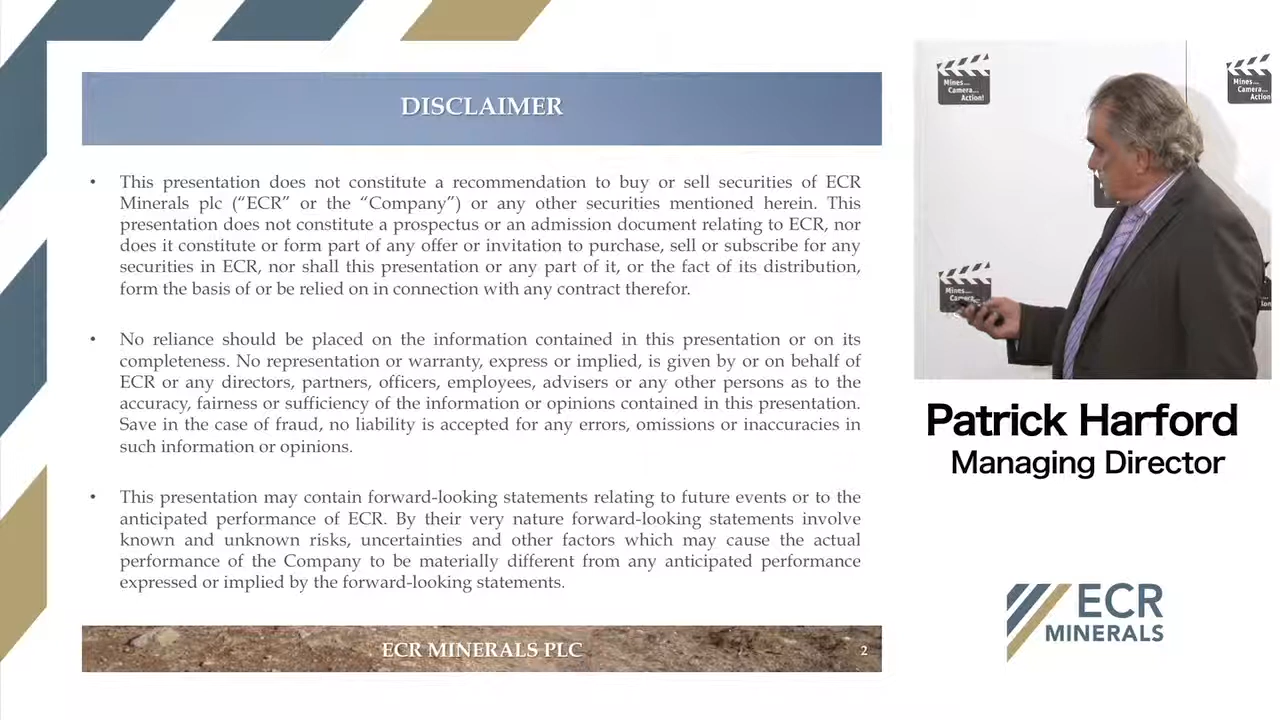 DISCLAIMER
• This presentation does not constitute a recommendation to buy or sell securities of ECR
Minerals plc (“ECR” or the “Company”) or any other securities mentioned herein. This
presentation does not constitute a prospectus or an admission document relating to ECR, nor
does it constitute or form part of any offer or invitation to purchase, sell or subscribe for any
securities in ECR, nor shall this presentation or any part of it, or the fact of its distribution,
form the basis of or be relied on in connection with any contract therefor.
• No reliance should be placed on the information contained in this presentation or on its
completeness. No representation or warranty, express or implied, is given by or on behalf of
ECR or any directors, partners, officers, employees, advisers or any other persons as to the
accuracy, fairness or sufficiency of the information or opinions contained in this presentation.
Save in the case of fraud, no liability is accepted for any errors, omissions or inaccuracies in
such information or opinions.
• This presentation may contain forward-looking statements relating to future events or to the
anticipated performance of ECR. By their very nature forward-looking statements involve
known and unknown risks, uncertainties and other factors which may cause the actual
performance of the Company to be materially different from any anticipated performance
expressed or implied by the forward-looking statements.
ECR MINERALS PLC
2
Mines...
Camera...
Action!
Mines...
Camera...
Action!
Mines...
Camera...
Patrick Harford
Managing Director
ECR
MINERALS